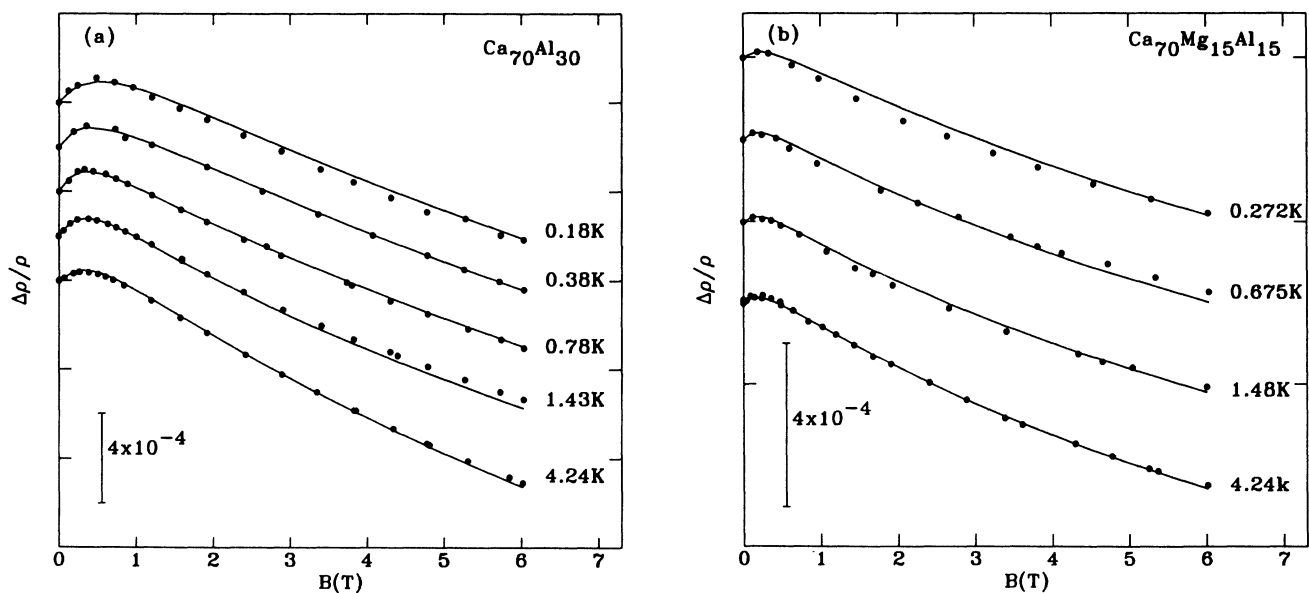 (a)
Ca70Al30
0.18K
0.38K
0.78K
1.43K
4.24K
4x10−4
Δρ/ρ
0 1 2 3 4 5 6 7
B(T)
(b)
Ca70Mg15Al15
0.272K
0.675K
1.48K
4.24k
4x10−4
Δρ/ρ
0 1 2 3 4 5 6 7
B(T)